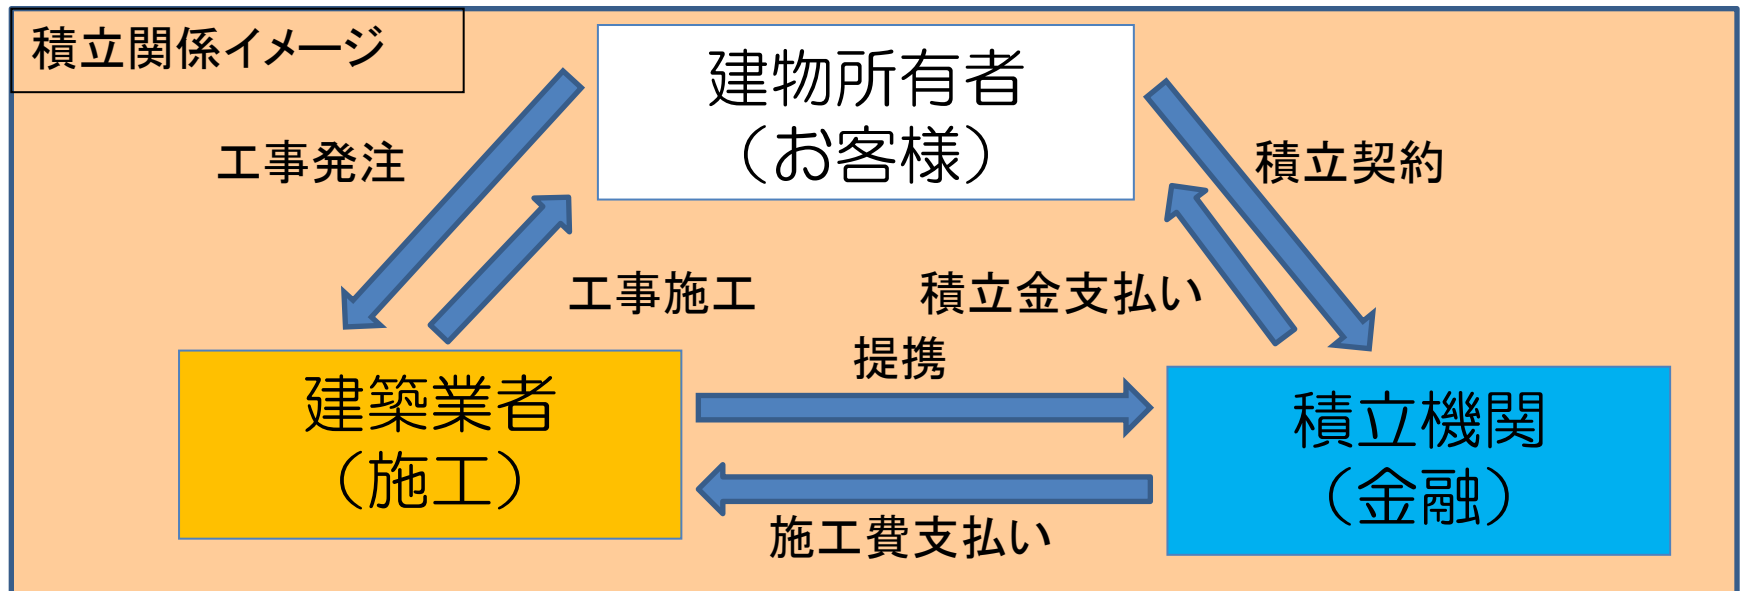 積立関係イメージ
建物所有者
（お客様）
工事発注
積立契約
工事施工
積立金支払い
提携
建築業者
（施工）
積立機関
（金融）
施工費支払い